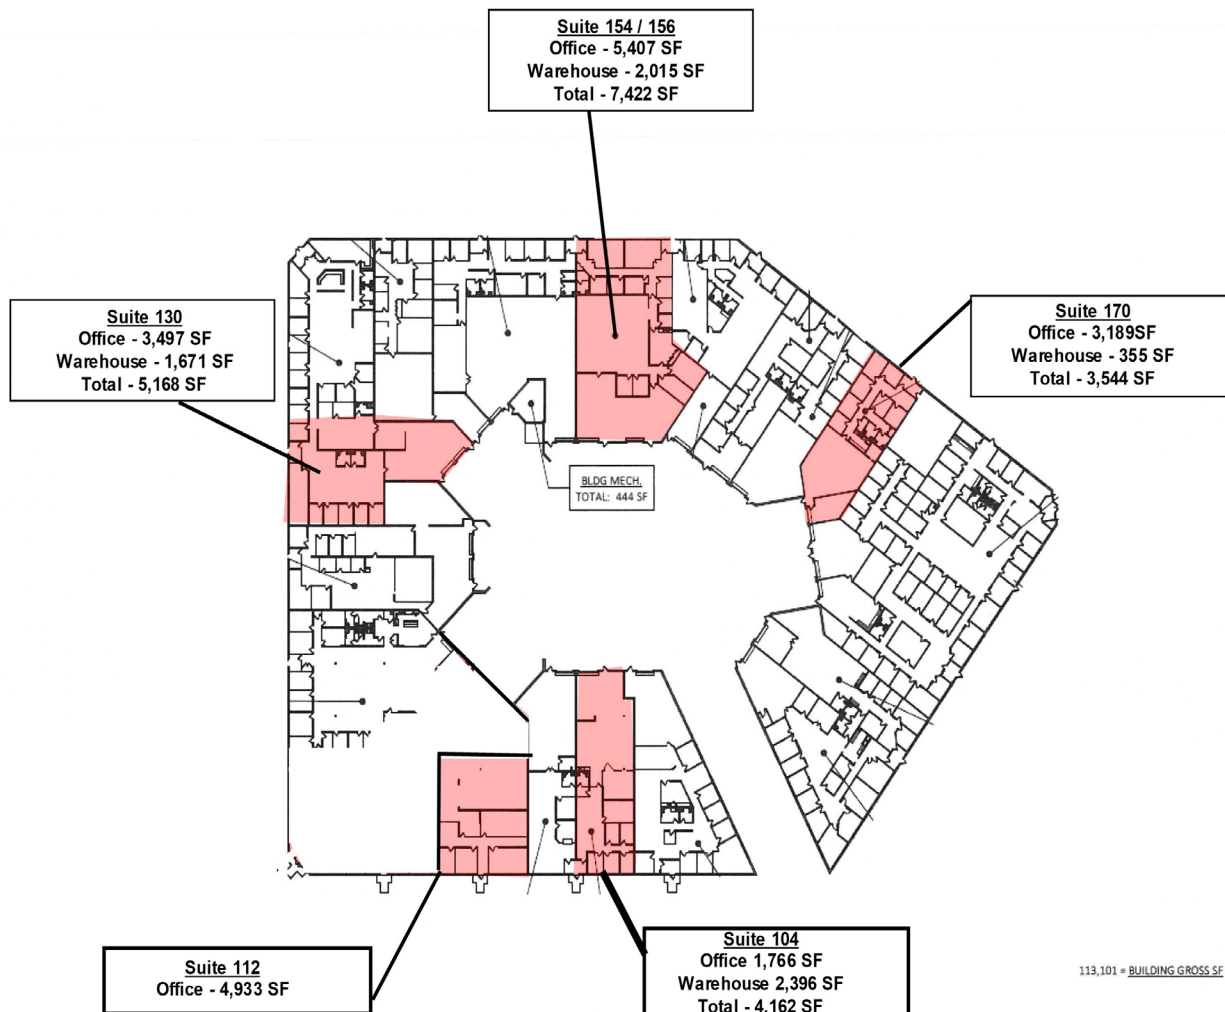 Suite 154 / 156
Office - 5,407 SF
Warehouse - 2,015 SF
Total - 7,422 SF
Suite 130
Office - 3,497 SF
Warehouse - 1,671 SF
Total - 5,168 SF
Suite 170
Office - 3,189SF
Warehouse - 355 SF
Total - 3,544 SF
BLDG MECH.
TOTAL: 444 SF
Suite 112
Office - 4,933 SF
Suite 104
Office 1,766 SF
Warehouse 2,396 SF
Total - 4,162 SF
113,101 = BUILDING GROSS SF